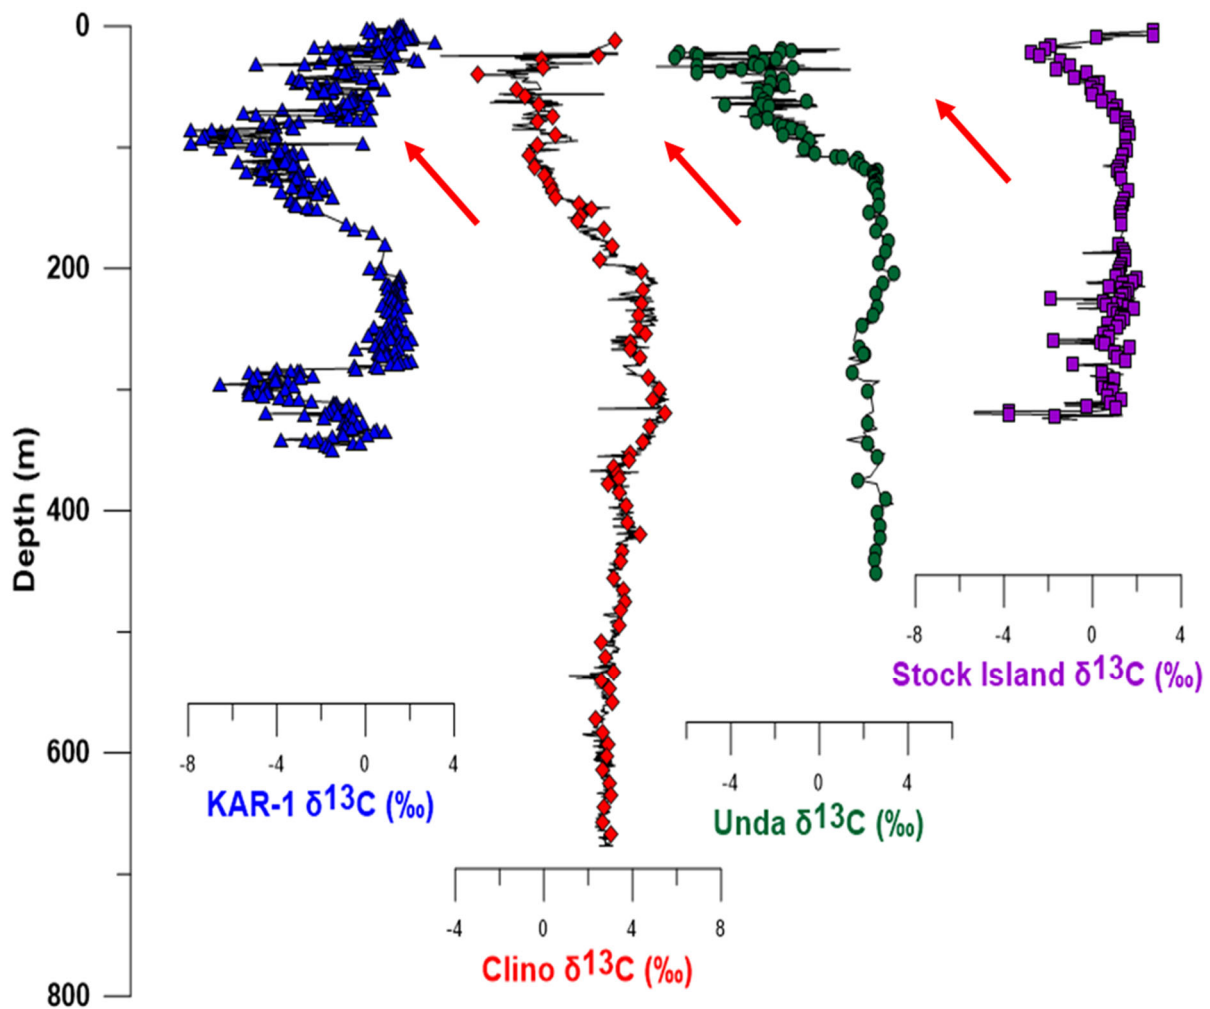 0
200
400
600
800
Depth (m)
-8 -4 0 4
KAR-1 δ13C (‰)
-4 0 4 8
Clino δ13C (‰)
-4 0 4
Unda δ13C (‰)
-8 -4 0 4
Stock Island δ13C (‰)